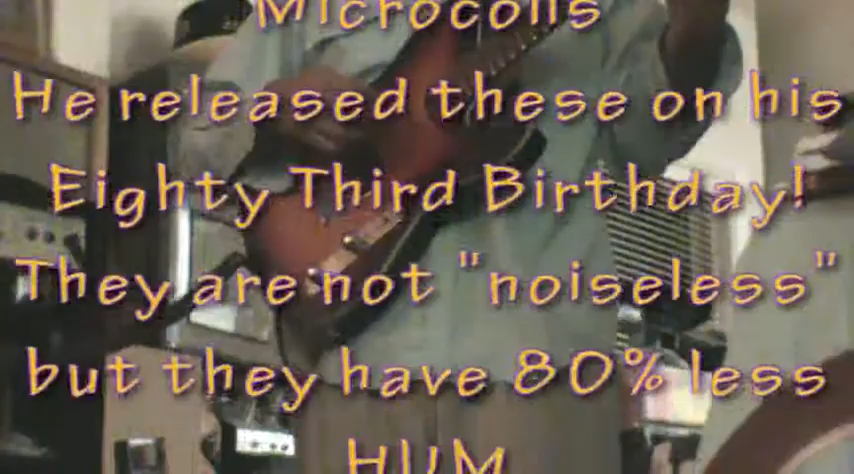 Microcoils
He released these on his
Eighty Third Birthday!
They are not "noiseless"
but they have 80% less
HUM